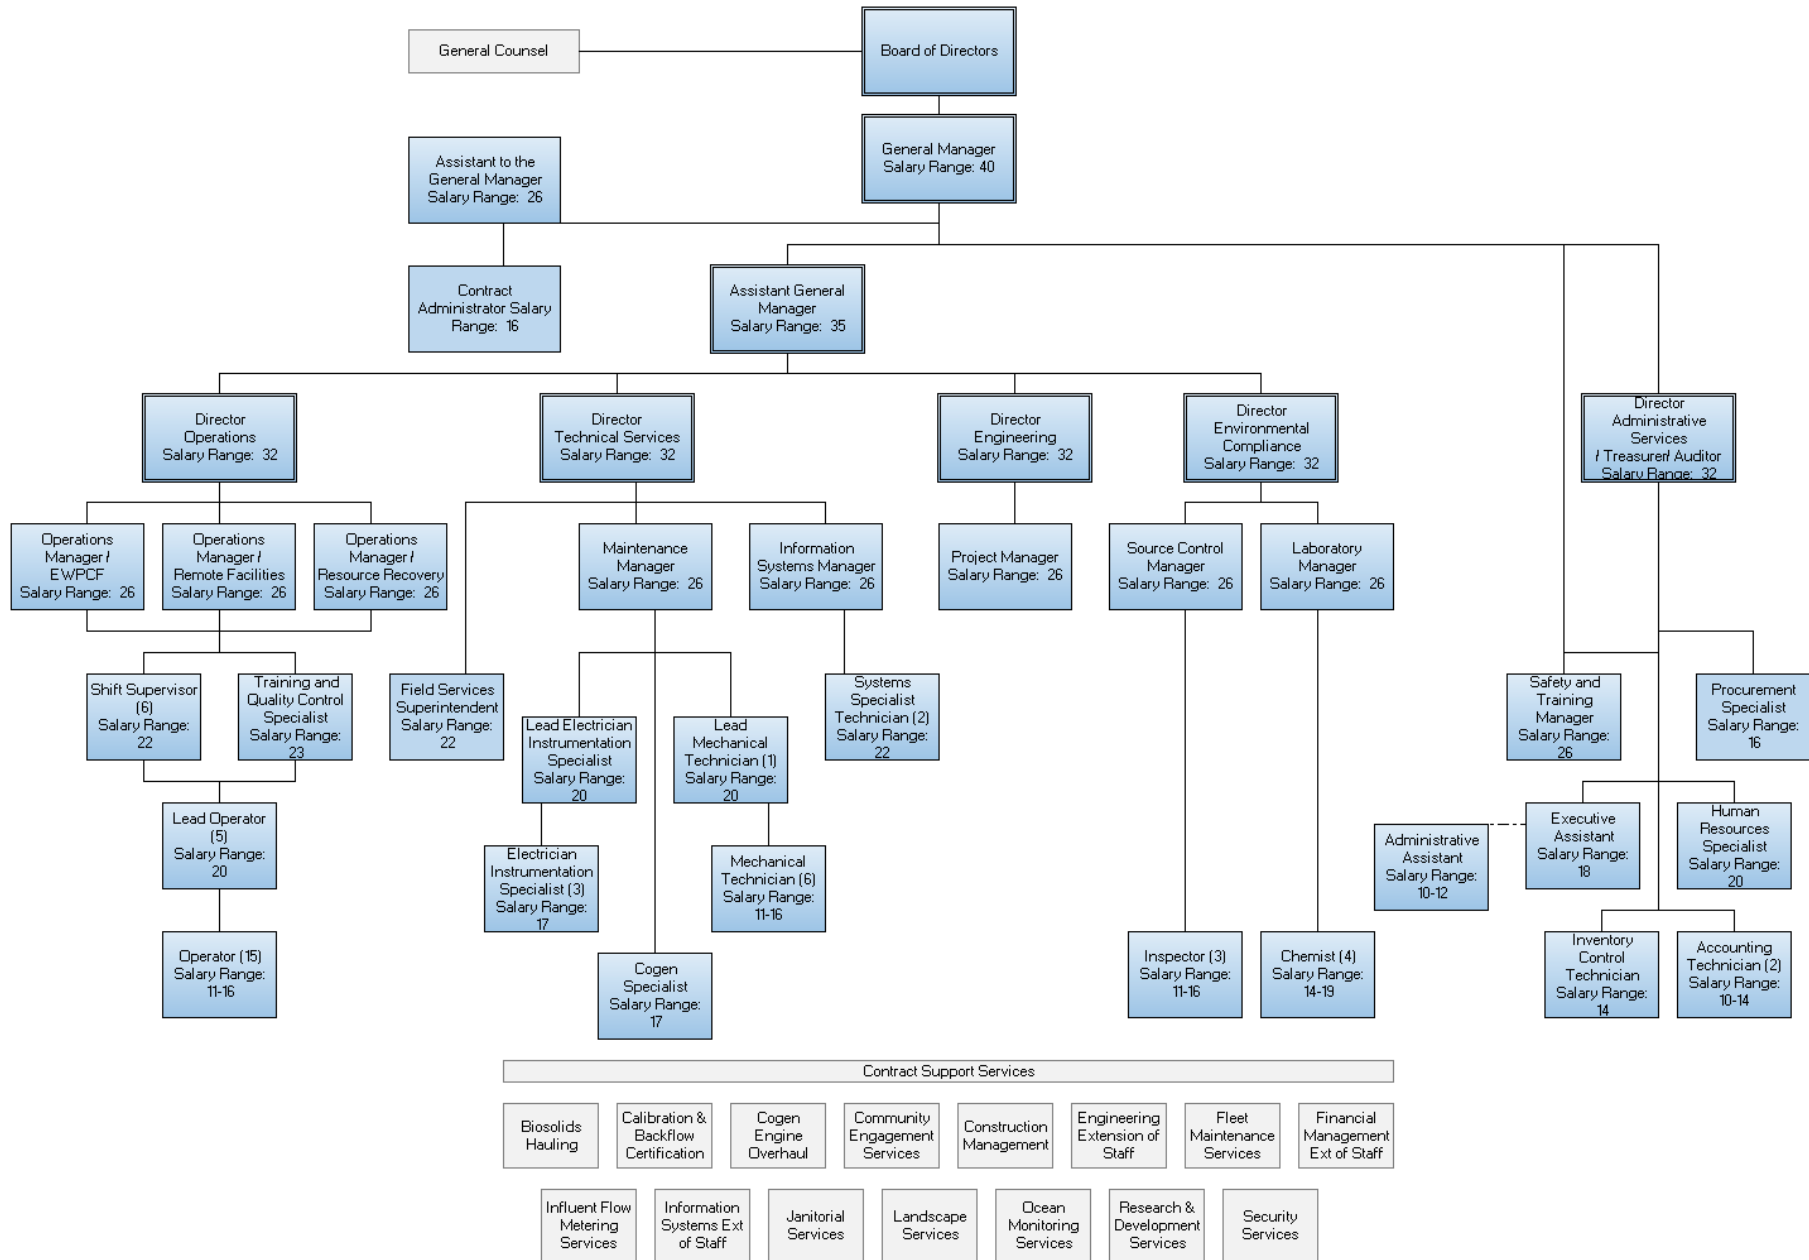 General Counsel
Board of Directors
General Manager
Salary Range: 40
Assistant to the
General Manager
Salary Range: 26
Contract
Administrator Salary
Range: 16
Assistant General
Manager
Salary Range: 35
Director
Operations
Salary Range: 32
Director
Technical Services
Salary Range: 32
Director
Engineering
Salary Range: 32
Director
Environmental
Compliance
Salary Range: 32
Director
Administrative
Services
/ Treasurer/ Auditor
Salary Range: 32
Operations
Manager /
EWPCF
Salary Range: 26
Operations
Manager /
Remote Facilities
Salary Range: 26
Operations
Manager /
Resource Recovery
Salary Range: 26
Maintenance
Manager
Salary Range: 26
Information
Systems Manager
Salary Range: 26
Project Manager
Salary Range: 26
Source Control
Manager
Salary Range: 26
Laboratory
Manager
Salary Range: 26
Shift Supervisor
(6)
Salary Range:
22
Training and
Quality Control
Specialist
Salary Range:
23
Field Services
Superintendent
Salary Range:
22
Lead Electrician
Instrumentation
Specialist
Salary Range:
20
Lead
Mechanical
Technician (1)
Salary Range:
20
Systems
Specialist
Technician (2)
Salary Range:
22
Safety and
Training
Manager
Salary Range:
26
Procurement
Specialist
Salary Range:
16
Lead Operator
(5)
Salary Range:
20
Electrician
Instrumentation
Specialist (3)
Salary Range:
17
Mechanical
Technician (6)
Salary Range:
11-16
Administrative
Assistant
Salary Range:
10-12
Executive
Assistant
Salary Range:
18
Human
Resources
Specialist
Salary Range:
20
Operator (15)
Salary Range:
11-16
Cogen
Specialist
Salary Range:
17
Inspector (3)
Salary Range:
11-16
Chemist (4)
Salary Range:
14-19
Inventory
Control
Technician
Salary Range:
14
Accounting
Technician (2)
Salary Range:
10-14
Contract Support Services
Biosolids
Hauling
Calibration &
Backflow
Certification
Cogen
Engine
Overhaul
Community
Engagement
Services
Construction
Management
Engineering
Extension of
Staff
Fleet
Maintenance
Services
Financial
Management
Ext of Staff
Influent Flow
Metering
Services
Information
Systems Ext
of Staff
Janitorial
Services
Landscape
Services
Ocean
Monitoring
Services
Research &
Development
Services
Security
Services